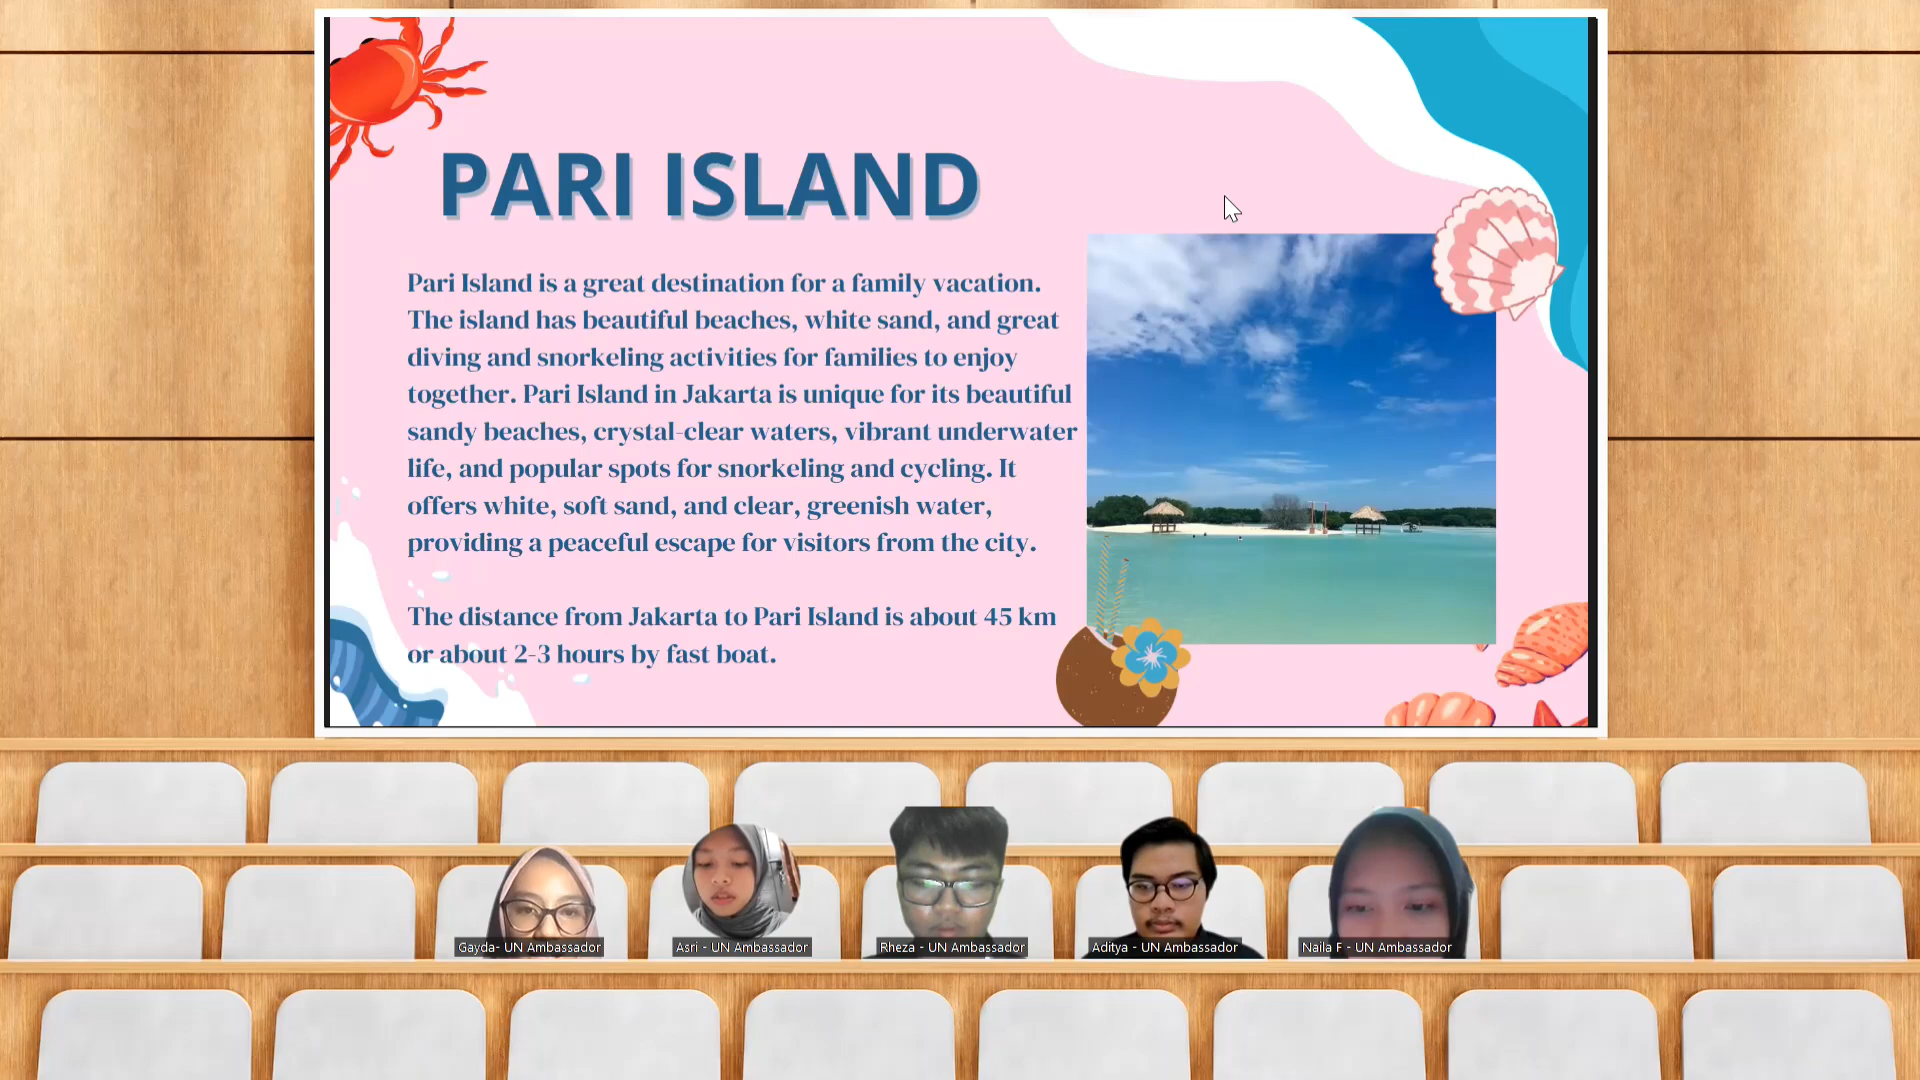 PARI ISLAND
Pari Island is a great destination for a family vacation.
The island has beautiful beaches, white sand, and great
diving and snorkeling activities for families to enjoy
together. Pari Island in Jakarta is unique for its beautiful
sandy beaches, crystal-clear waters, vibrant underwater
life, and popular spots for snorkeling and cycling. It
offers white, soft sand, and clear, greenish water,
providing a peaceful escape for visitors from the city.
The distance from Jakarta to Pari Island is about 45 km
or about 2-3 hours by fast boat.
Gayda- UN Ambassador
Asri - UN Ambassador
Rheza - UN Ambassador
Aditya - UN Ambassador
Naila F - UN Ambassador